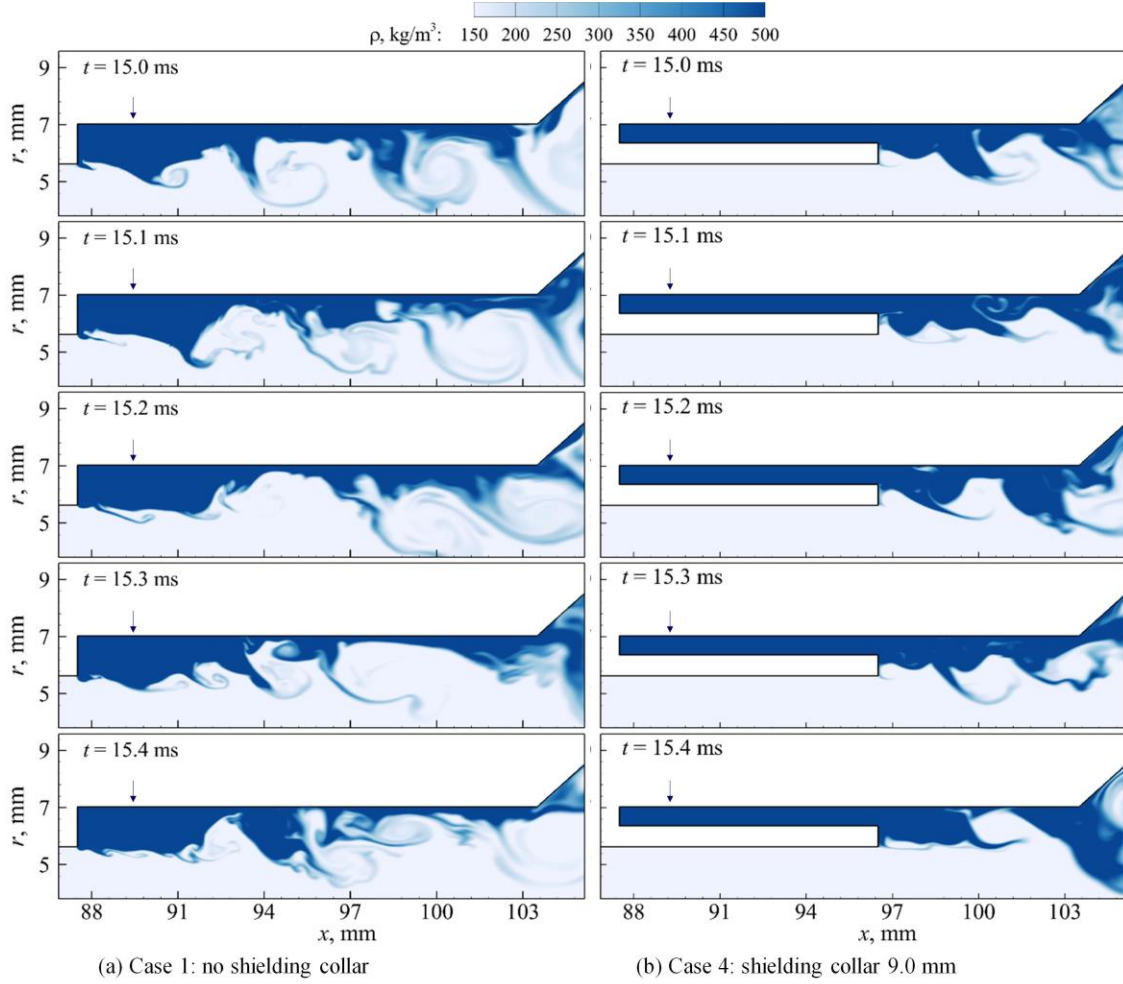 ρ, kg/m³: 150 200 250 300 350 400 450 500
9
7
5
r, mm
t = 15.0 ms
t = 15.0 ms
9
7
5
r, mm
t = 15.1 ms
t = 15.1 ms
9
7
5
r, mm
t = 15.2 ms
t = 15.2 ms
9
7
5
r, mm
t = 15.3 ms
t = 15.3 ms
9
7
5
r, mm
t = 15.4 ms
t = 15.4 ms
88 91 94 97 100 103
88 91 94 97 100 103
x, mm
x, mm
(a) Case 1: no shielding collar
(b) Case 4: shielding collar 9.0 mm